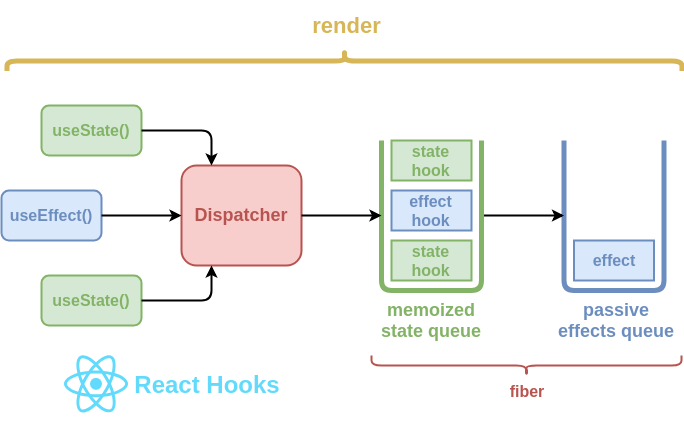 render
useState()
useEffect()
useState()
Dispatcher
state
hook
effect
hook
state
hook
memoized
state queue
effect
passive
effects queue
fiber
React Hooks